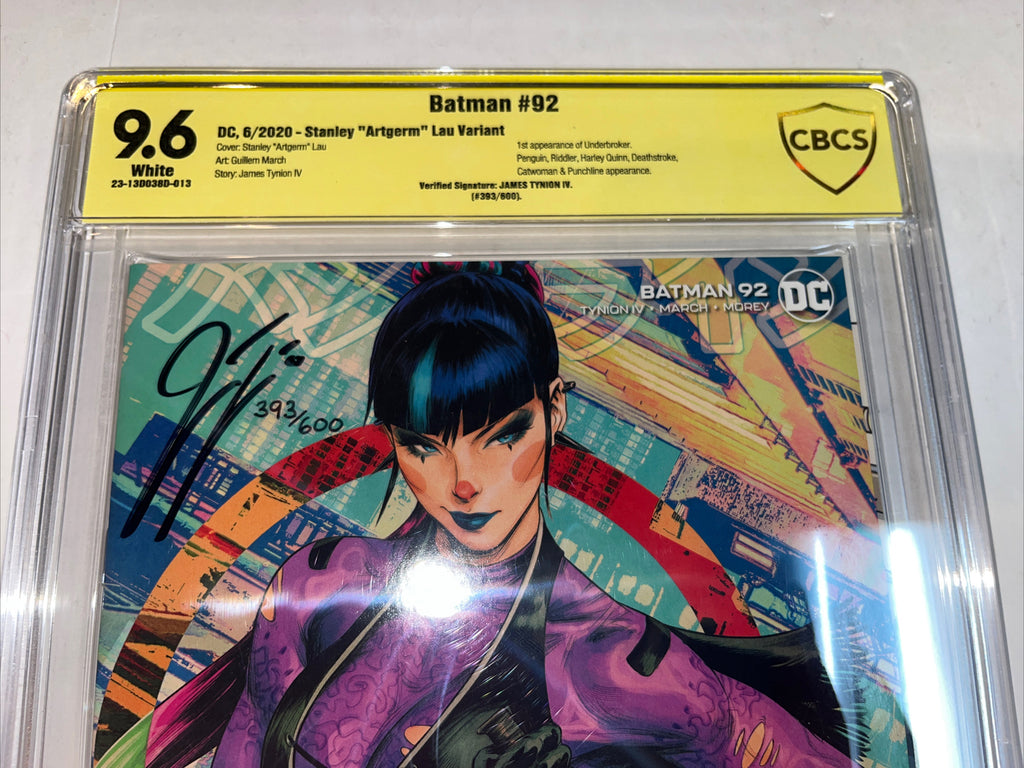 Batman #92
9.6
White
23-13D038D-013
DC, 6/2020 - Stanley "Artgerm" Lau Variant
Cover: Stanley "Artgerm" Lau
Art: Guillem March
Story: James Tynion IV
1st appearance of Underbroker.
Penguin, Riddler, Harley Quinn, Deathstroke,
Catwoman & Punchline appearance.
Verified Signature: JAMES TYNION IV.
(#393/600).
CBCS
BATMAN 92
TYNION IV • MARCH • MOREY
DC
393/600